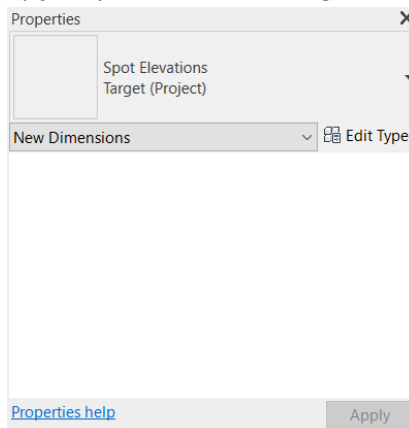 Properties
Spot Elevations
Target (Project)
New Dimensions
Edit Type
Properties help
Apply